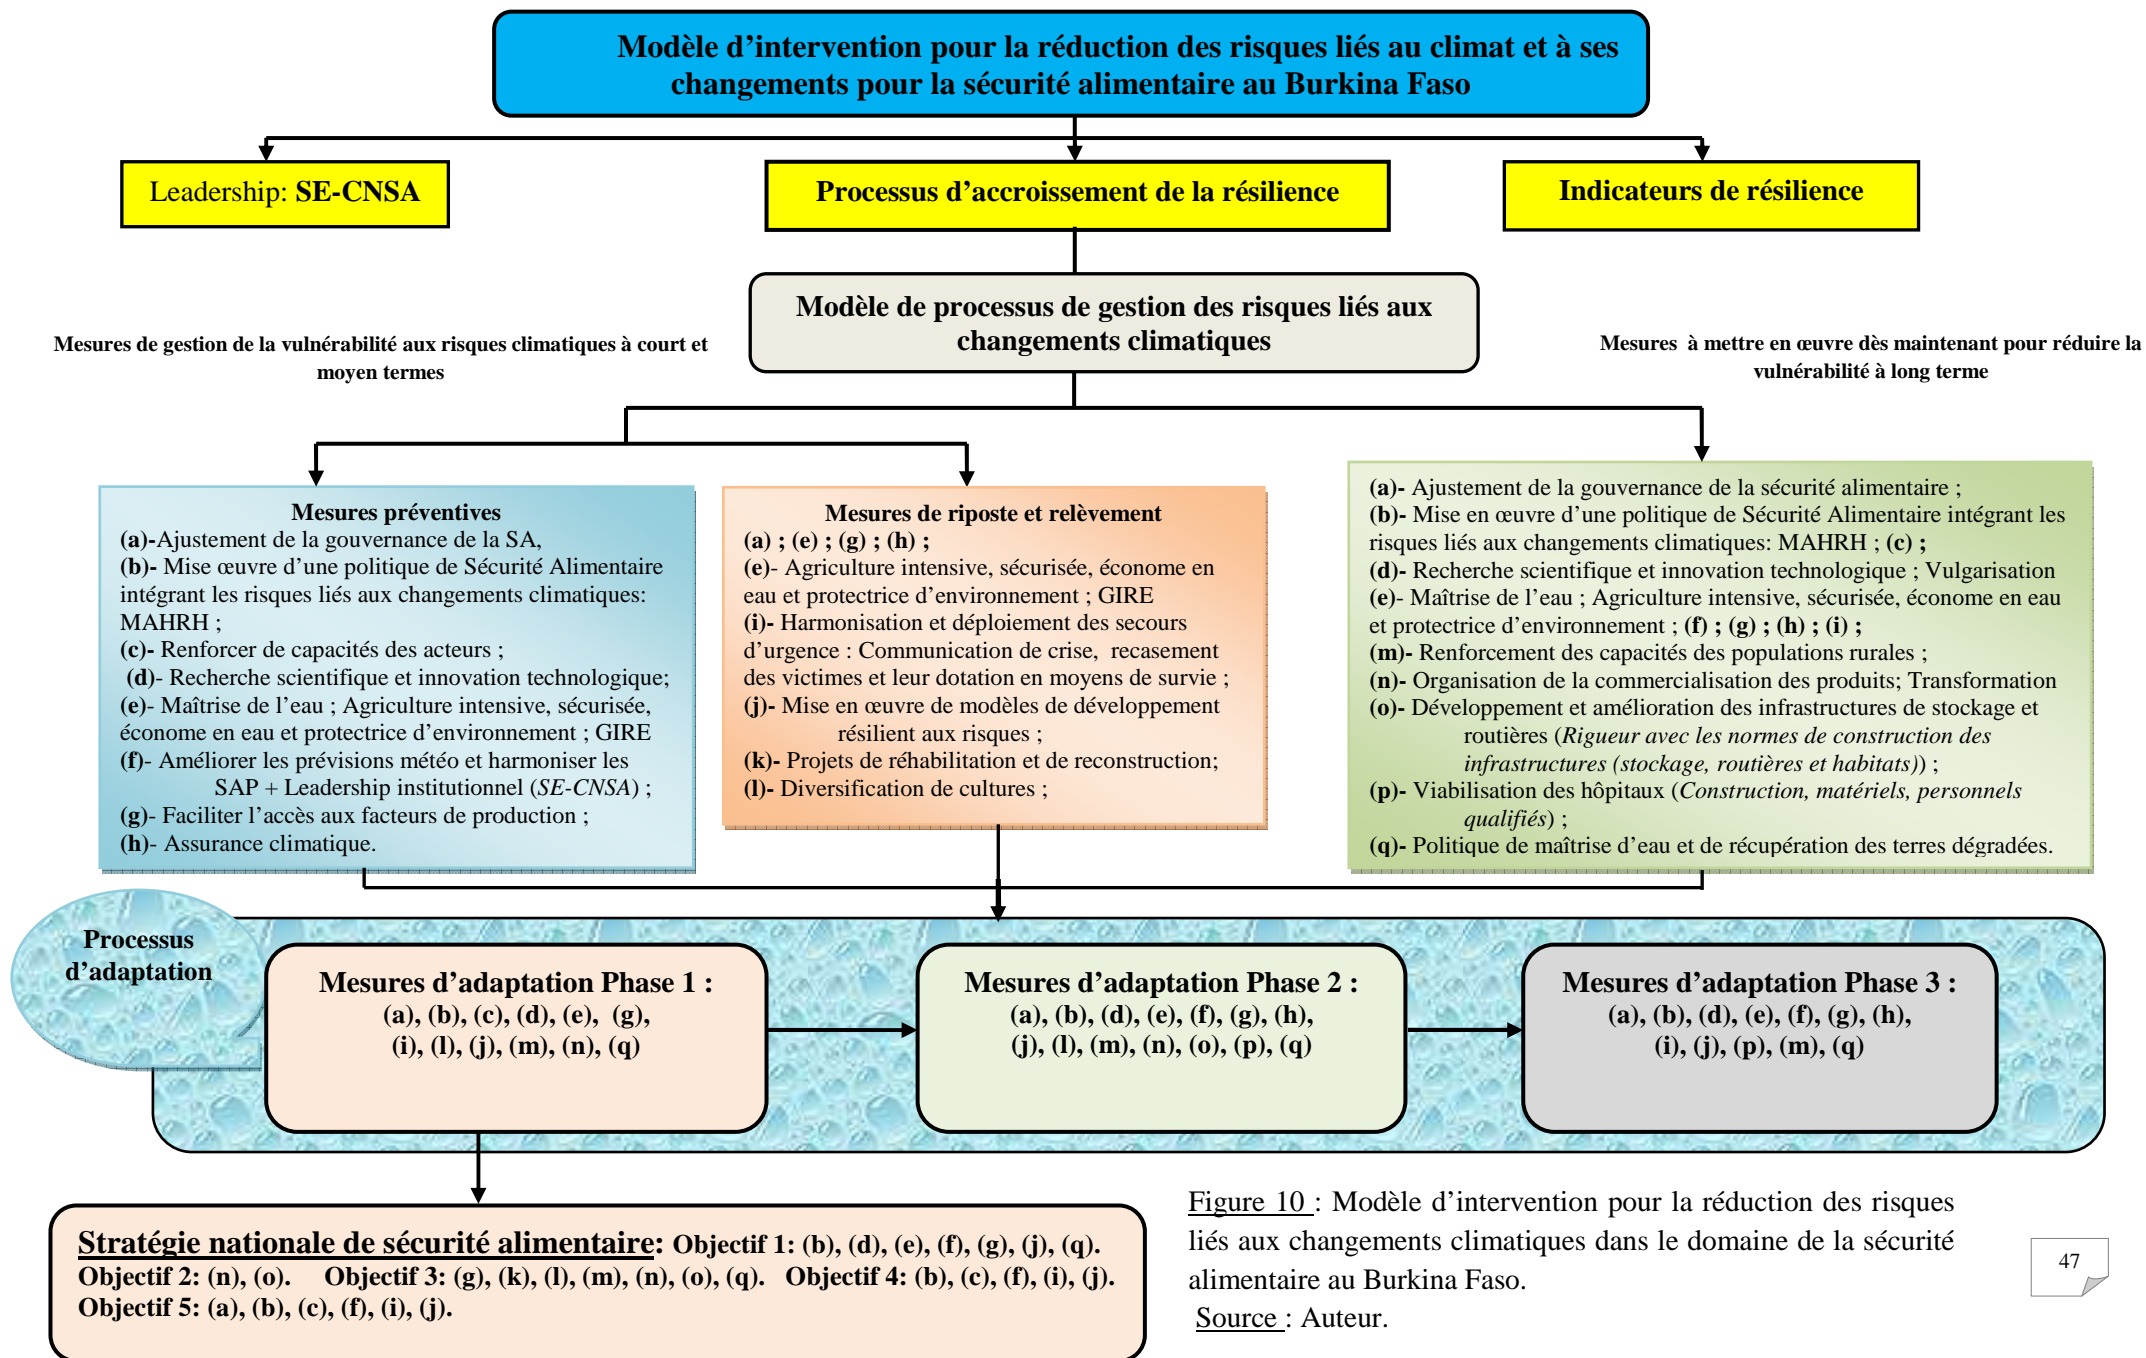 Modèle d’intervention pour la réduction des risques liés au climat et à ses
changements pour la sécurité alimentaire au Burkina Faso
Leadership: SE-CNSA
Processus d’accroissement de la résilience
Indicateurs de résilience
Modèle de processus de gestion des risques liés aux
changements climatiques
Mesures de gestion de la vulnérabilité aux risques climatiques à court et
moyen termes
Mesures à mettre en œuvre dès maintenant pour réduire la
vulnérabilité à long terme
Mesures préventives
(a)-Ajustement de la gouvernance de la SA,
(b)- Mise œuvre d’une politique de Sécurité Alimentaire
intégrant les risques liés aux changements climatiques:
MAHRH ;
(c)- Renforcer de capacités des acteurs ;
(d)- Recherche scientifique et innovation technologique;
(e)- Maîtrise de l’eau ; Agriculture intensive, sécurisée,
économe en eau et protectrice d’environnement ; GIRE
(f)- Améliorer les prévisions météo et harmoniser les
SAP + Leadership institutionnel (SE-CNSA) ;
(g)- Faciliter l’accès aux facteurs de production ;
(h)- Assurance climatique.
Mesures de riposte et relèvement
(a) ; (e) ; (g) ; (h) ;
(e)- Agriculture intensive, sécurisée, économe en
eau et protectrice d’environnement ; GIRE
(i)- Harmonisation et déploiement des secours
d’urgence : Communication de crise, recasement
des victimes et leur dotation en moyens de survie ;
(j)- Mise en œuvre de modèles de développement
résilient aux risques ;
(k)- Projets de réhabilitation et de reconstruction;
(l)- Diversification de cultures ;
(a)- Ajustement de la gouvernance de la sécurité alimentaire ;
(b)- Mise en œuvre d’une politique de Sécurité Alimentaire intégrant les
risques liés aux changements climatiques: MAHRH ; (c) ;
(d)- Recherche scientifique et innovation technologique ; Vulgarisation
(e)- Maîtrise de l’eau ; Agriculture intensive, sécurisée, économe en eau
et protectrice d’environnement ; (f) ; (g) ; (h) ; (i) ;
(m)- Renforcement des capacités des populations rurales ;
(n)- Organisation de la commercialisation des produits; Transformation
(o)- Développement et amélioration des infrastructures de stockage et
routières (Rigueur avec les normes de construction des
infrastructures (stockage, routières et habitats)) ;
(p)- Viabilisation des hôpitaux (Construction, matériels, personnels
qualifiés) ;
(q)- Politique de maîtrise d’eau et de récupération des terres dégradées.
Processus
d’adaptation
Mesures d’adaptation Phase 1 :
(a), (b), (c), (d), (e), (g),
(i), (l), (j), (m), (n), (q)
Mesures d’adaptation Phase 2 :
(a), (b), (d), (e), (f), (g), (h),
(j), (l), (m), (n), (o), (p), (q)
Mesures d’adaptation Phase 3 :
(a), (b), (d), (e), (f), (g), (h),
(i), (j), (p), (m), (q)
Stratégie nationale de sécurité alimentaire: Objectif 1: (b), (d), (e), (f), (g), (j), (q).
Objectif 2: (n), (o). Objectif 3: (g), (k), (l), (m), (n), (o), (q). Objectif 4: (b), (c), (f), (i), (j).
Objectif 5: (a), (b), (c), (f), (i), (j).
Figure 10 : Modèle d’intervention pour la réduction des risques
liés aux changements climatiques dans le domaine de la sécurité
alimentaire au Burkina Faso.
Source : Auteur.
47